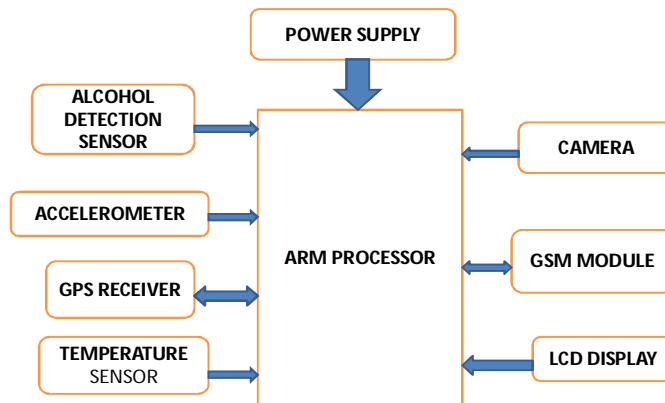 POWER SUPPLY
ALCOHOL
DETECTION
SENSOR
CAMERA
ACCELEROMETER
ARM PROCESSOR
GSM MODULE
GPS RECEIVER
TEMPERATURE
SENSOR
LCD DISPLAY